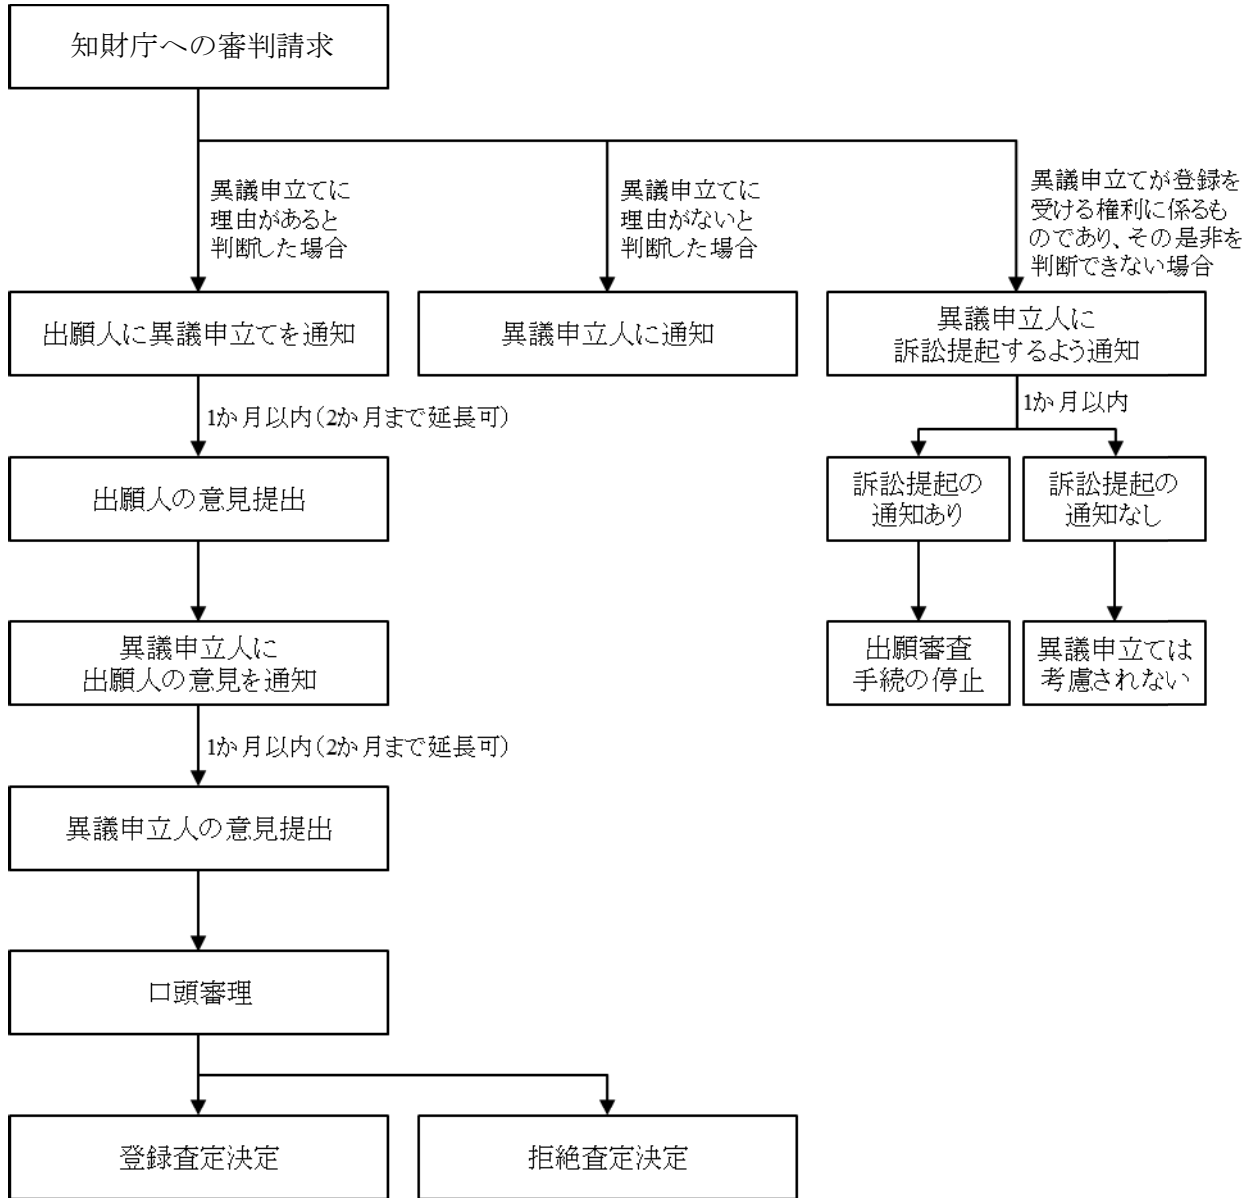 知財庁への審判請求
異議申立てに
理由があると
判断した場合
異議申立てに
理由がないと
判断した場合
異議申立てが登録を
受ける権利に係るも
のであり、その是非を
判断できない場合
出願人に異議申立てを通知
異議申立人に通知
異議申立人に
訴訟提起するよう通知
1か月以内（2か月まで延長可）
1か月以内
出願人の意見提出
訴訟提起の
通知あり
訴訟提起の
通知なし
異議申立人に
出願人の意見を通知
出願審査
手続の停止
異議申立ては
考慮されない
1か月以内（2か月まで延長可）
異議申立人の意見提出
口頭審理
登録査定決定
拒絶査定決定